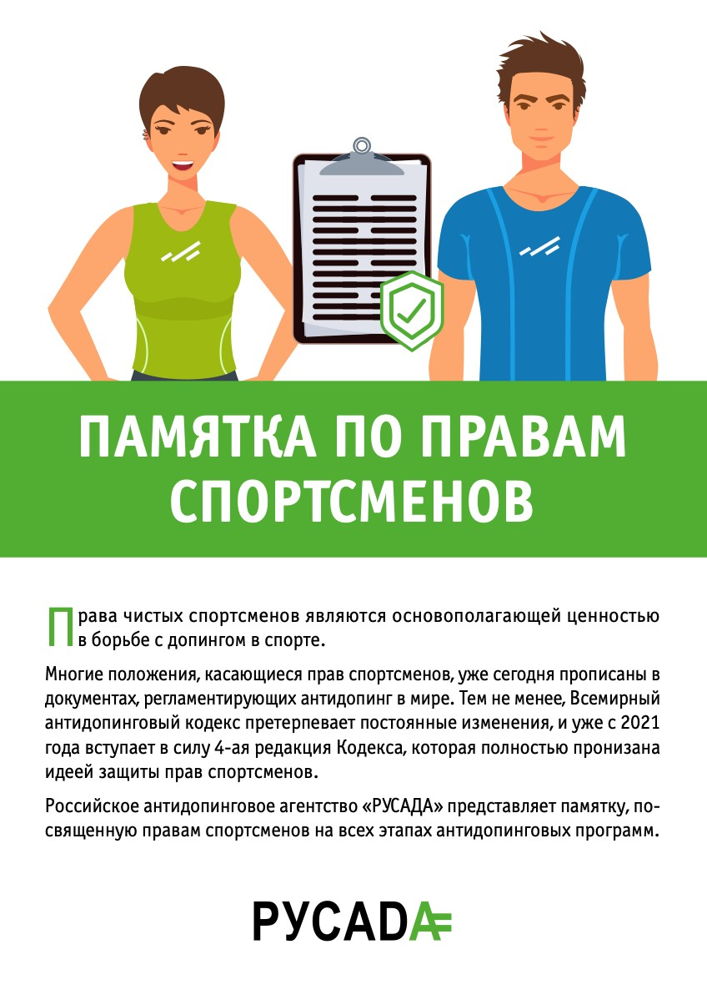 ПАМЯТКА ПО ПРАВАМ
СПОРТСМЕНОВ
Права чистых спортсменов являются основополагающей ценностью
в борьбе с допингом в спорте.
Многие положения, касающиеся прав спортсменов, уже сегодня прописаны в
документах, регламентирующих антидопинг в мире. Тем не менее, Всемирный
антидопинговый кодекс претерпевает постоянные изменения, и уже с 2021
года вступает в силу 4-ая редакция Кодекса, которая полностью пронизана
идеей защиты прав спортсменов.
Российское антидопинговое агентство «РУСАДА» представляет памятку, по-
священную правам спортсменов на всех этапах антидопинговых программ.
РУСАDA